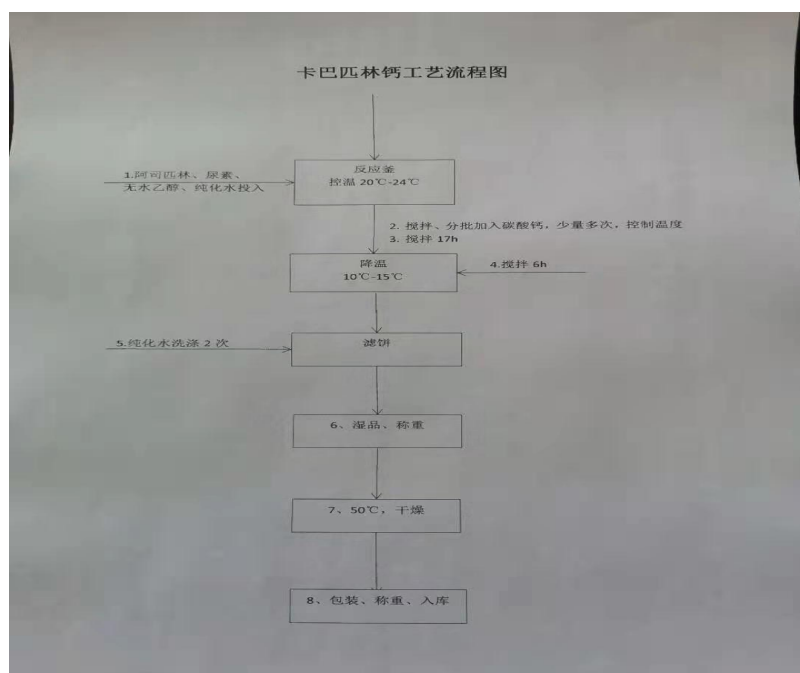 卡巴匹林钙工艺流程图
反应釜
控温 20℃-24℃
1.阿司匹林、尿素、
无水乙醇、纯化水投入
2. 搅拌、分批加入碳酸钙，少量多次，控制温度
3. 搅拌 17h
降温
10℃-15℃
4.搅拌 6h
5.纯化水洗涤 2 次
滤饼
6、湿品、称重
7、50℃，干燥
8、包装、称重、入库